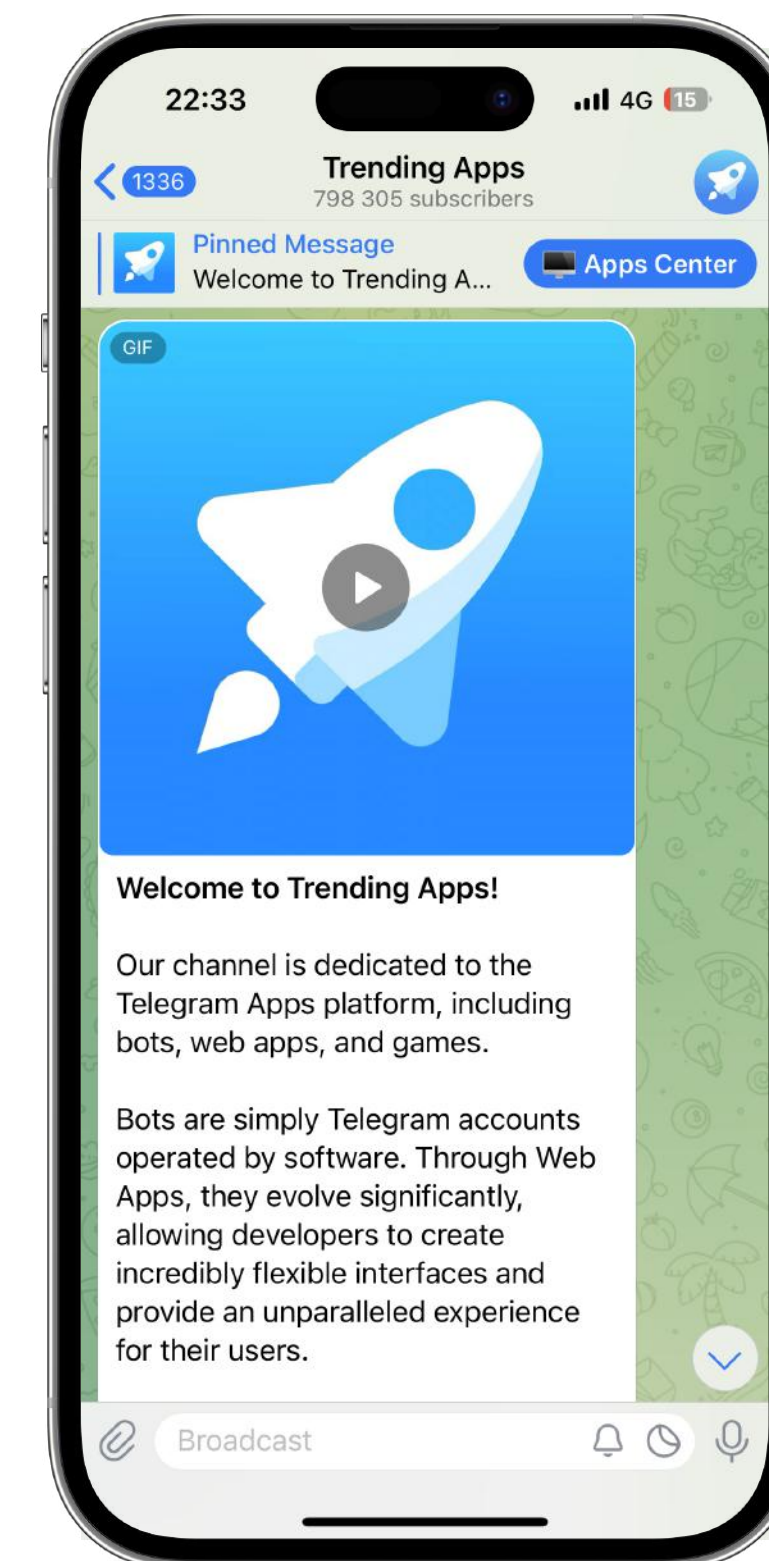 22:33
4G 15
1336
Trending Apps
798 305 subscribers
Pinned Message
Welcome to Trending A...
Apps Center
GIF
Welcome to Trending Apps!
Our channel is dedicated to the
Telegram Apps platform, including
bots, web apps, and games.
Bots are simply Telegram accounts
operated by software. Through Web
Apps, they evolve significantly,
allowing developers to create
incredibly flexible interfaces and
provide an unparalleled experience
for their users.
Broadcast